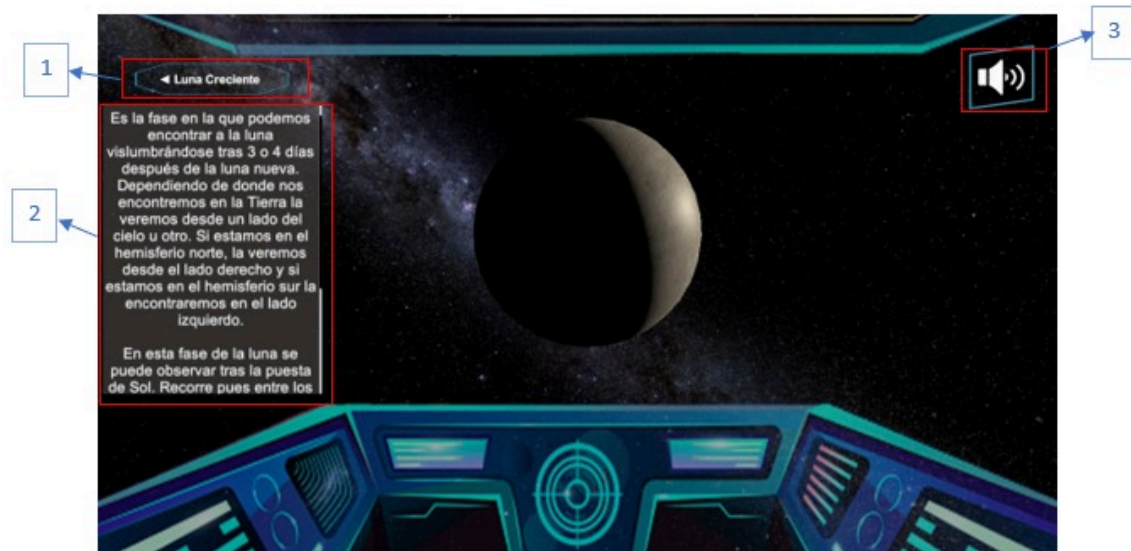 1
◄ Luna Creciente
3
2
Es la fase en la que podemos
encontrar a la luna
vislumbrándose tras 3 o 4 días
después de la luna nueva.
Dependiendo de donde nos
encontremos en la Tierra la
veremos desde un lado del
cielo u otro. Si estamos en el
hemisferio norte, la veremos
desde el lado derecho y si
estamos en el hemisferio sur la
encontraremos en el lado
izquierdo.
En esta fase de la luna se
puede observar tras la puesta
de Sol. Recorre pues entre los